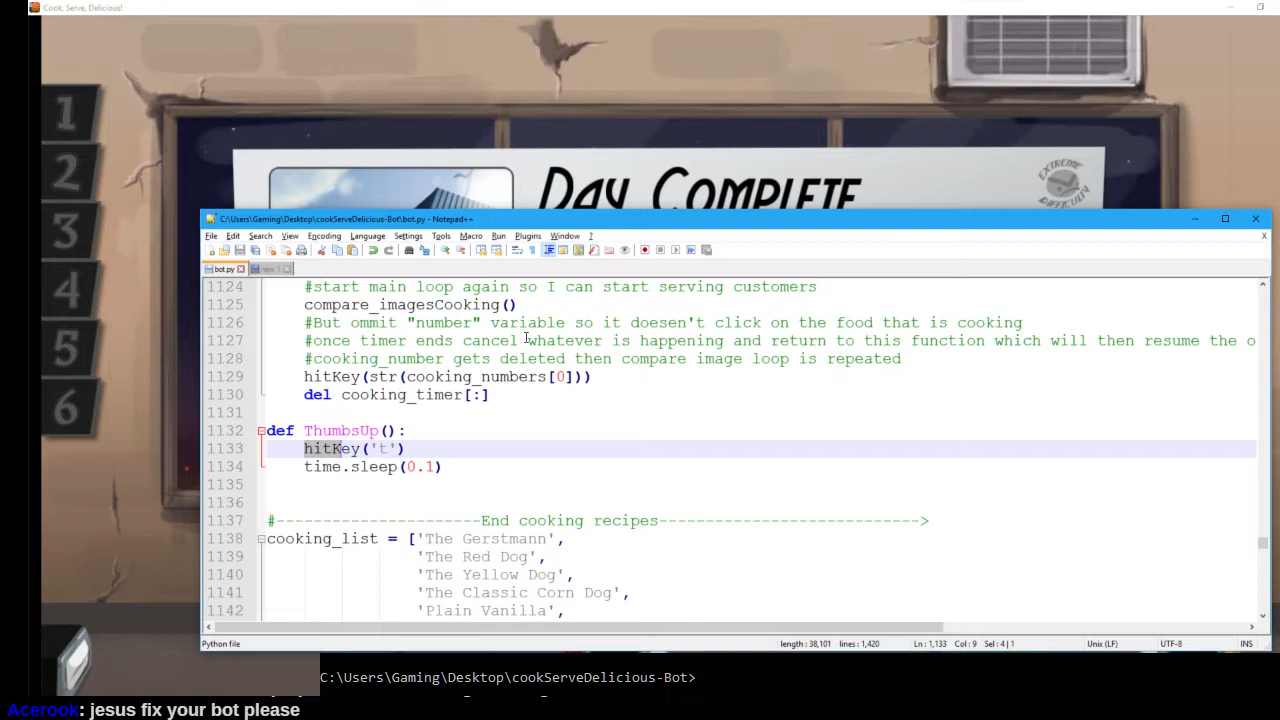 Cook, Serve, Delicious!
1
2
3
4
5
6
DAY COMPLETE
EXTREME DIFFICULTY
C:\Users\Gaming\Desktop\cookServeDelicious-Bot\bot.py - Notepad++
File Edit Search View Encoding Language Settings Tools Macro Run Plugins Window ?
X
bot.py new 1
1124 #start main loop again so I can start serving customers
1125 compare_imagesCooking()
1126 #But ommit "number" variable so it doesen't click on the food that is cooking
1127 #once timer ends cancel whatever is happening and return to this function which will then resume the o
1128 #cooking_number gets deleted then compare image loop is repeated
1129 hitKey(str(cooking_numbers[0]))
1130 del cooking_timer[:]
1131
1132 def ThumbsUp():
1133 hitKey('t')
1134 time.sleep(0.1)
1135
1136
1137 #---------------------End cooking recipes--------------------------->
1138 cooking_list = ['The Gerstmann',
1139 'The Red Dog',
1140 'The Yellow Dog',
1141 'The Classic Corn Dog',
1142 'Plain Vanilla',
Python file length : 38,101 lines : 1,420 Ln : 1,133 Col : 9 Sel : 4 | 1 Unix (LF) UTF-8 INS
C:\Users\Gaming\Desktop\cookServeDelicious-Bot>
Acerook: jesus fix your bot please